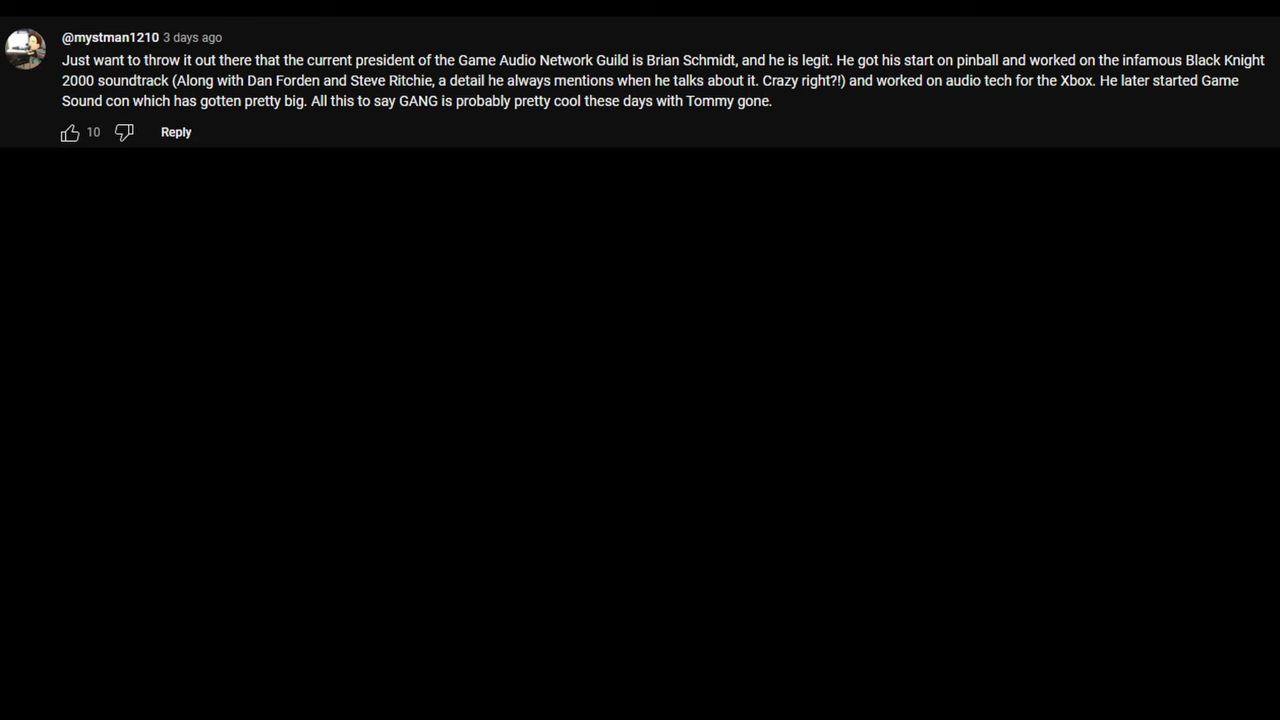 @mystman1210 3 days ago
Just want to throw it out there that the current president of the Game Audio Network Guild is Brian Schmidt, and he is legit. He got his start on pinball and worked on the infamous Black Knight
2000 soundtrack (Along with Dan Forden and Steve Ritchie, a detail he always mentions when he talks about it. Crazy right?!) and worked on audio tech for the Xbox. He later started Game
Sound con which has gotten pretty big. All this to say GANG is probably pretty cool these days with Tommy gone.
10 Reply